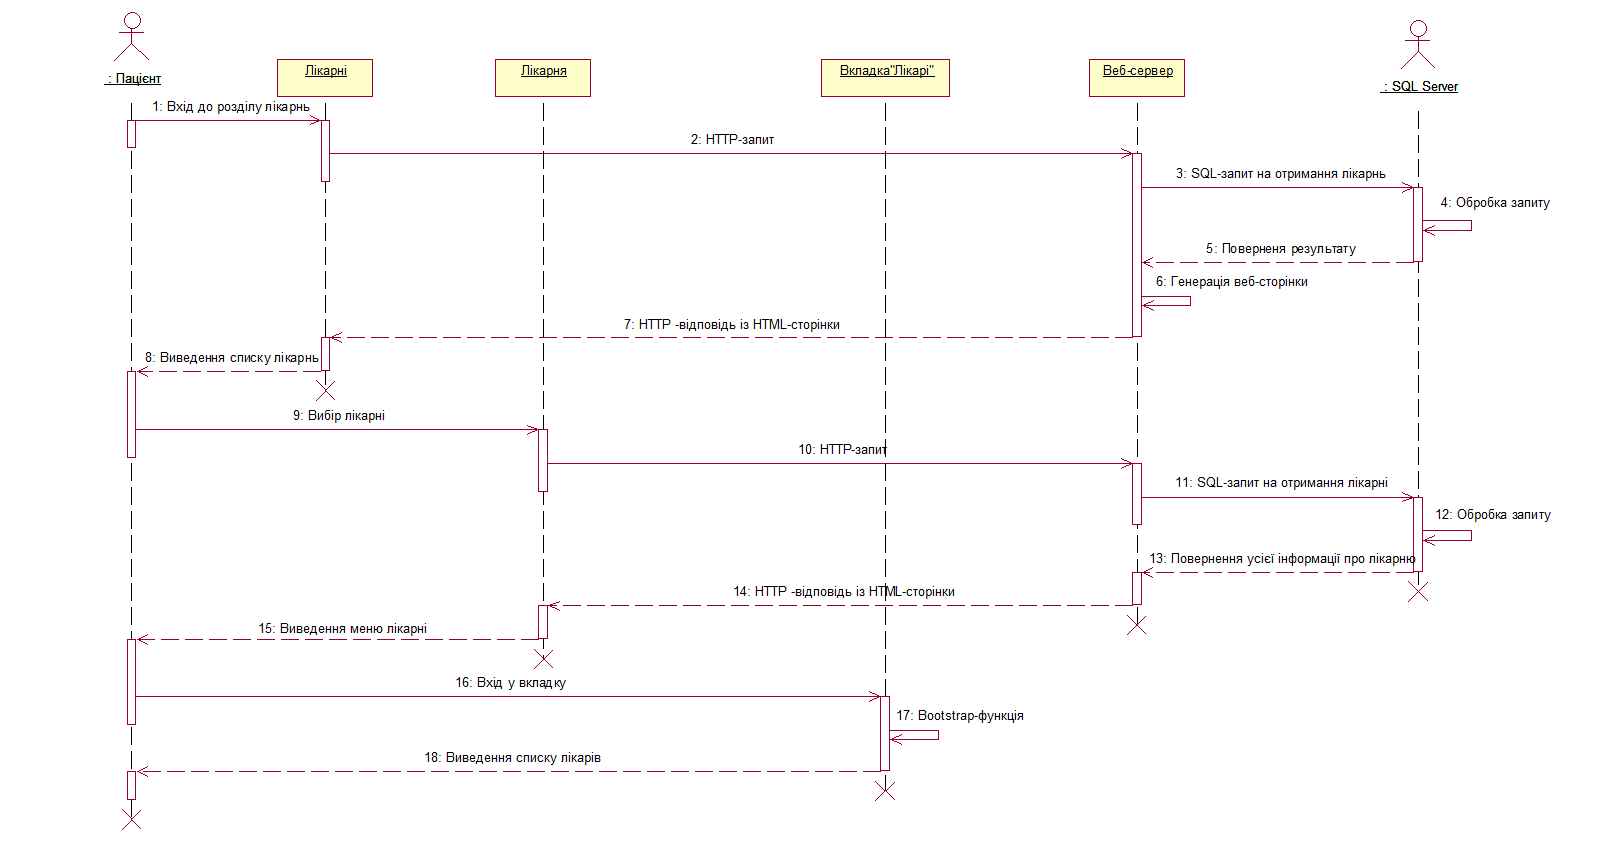 : Пацієнт
Лікарні
Лікарня
Вкладка"Лікарі"
Веб-сервер
: SQL Server
1: Вхід до розділу лікарнь
2: HTTP-запит
3: SQL-запит на отримання лікарнь
4: Обробка запиту
5: Поверненя результату
6: Генерація веб-сторінки
7: HTTP -відповідь із HTML-сторінки
8: Виведення списку лікарнь
9: Вибір лікарні
10: HTTP-запит
11: SQL-запит на отримання лікарні
12: Обробка запиту
13: Повернення усієї інформації про лікарню
14: HTTP -відповідь із HTML-сторінки
15: Виведення меню лікарні
16: Вхід у вкладку
17: Bootstrap-функція
18: Виведення списку лікарів